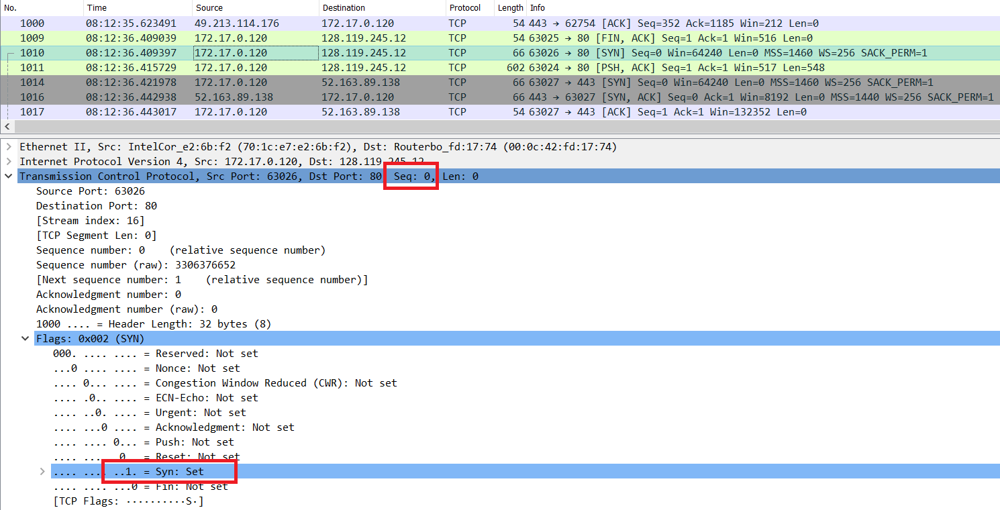 No. Time Source Destination Protocol Length Info
1000 08:12:35.623491 49.213.114.176 172.17.0.120 TCP 54 443 → 62754 [ACK] Seq=352 Ack=1185 Win=212 Len=0
1009 08:12:36.409039 172.17.0.120 128.119.245.12 TCP 54 63025 → 80 [FIN, ACK] Seq=1 Ack=1 Win=516 Len=0
1010 08:12:36.409397 172.17.0.120 128.119.245.12 TCP 66 63026 → 80 [SYN] Seq=0 Win=64240 Len=0 MSS=1460 WS=256 SACK_PERM=1
1011 08:12:36.415729 172.17.0.120 128.119.245.12 TCP 602 63024 → 80 [PSH, ACK] Seq=1 Ack=1 Win=517 Len=548
1014 08:12:36.421978 172.17.0.120 52.163.89.138 TCP 66 63027 → 443 [SYN] Seq=0 Win=64240 Len=0 MSS=1460 WS=256 SACK_PERM=1
1016 08:12:36.442938 52.163.89.138 172.17.0.120 TCP 66 443 → 63027 [SYN, ACK] Seq=0 Ack=1 Win=8192 Len=0 MSS=1440 WS=256 SACK_PERM=1
1017 08:12:36.443017 172.17.0.120 52.163.89.138 TCP 54 63027 → 443 [ACK] Seq=1 Ack=1 Win=132352 Len=0
Ethernet II, Src: IntelCor_e2:6b:f2 (70:1c:e7:e2:6b:f2), Dst: Routerbo_fd:17:74 (00:0c:42:fd:17:74)
Internet Protocol Version 4, Src: 172.17.0.120, Dst: 128.119.245.12
Transmission Control Protocol, Src Port: 63026, Dst Port: 80, Seq: 0, Len: 0
Source Port: 63026
Destination Port: 80
[Stream index: 16]
[TCP Segment Len: 0]
Sequence number: 0 (relative sequence number)
Sequence number (raw): 3306376652
[Next sequence number: 1 (relative sequence number)]
Acknowledgment number: 0
Acknowledgment number (raw): 0
1000 .... = Header Length: 32 bytes (8)
Flags: 0x002 (SYN)
000. .... .... = Reserved: Not set
...0 .... .... = Nonce: Not set
.... 0... .... = Congestion Window Reduced (CWR): Not set
.... .0.. .... = ECN-Echo: Not set
.... ..0. .... = Urgent: Not set
.... ...0 .... = Acknowledgment: Not set
.... .... 0... = Push: Not set
.... .... .0.. = Reset: Not set
.... .... ..1. = Syn: Set
.... .... ...0 = Fin: Not set
[TCP Flags: ··········S·]